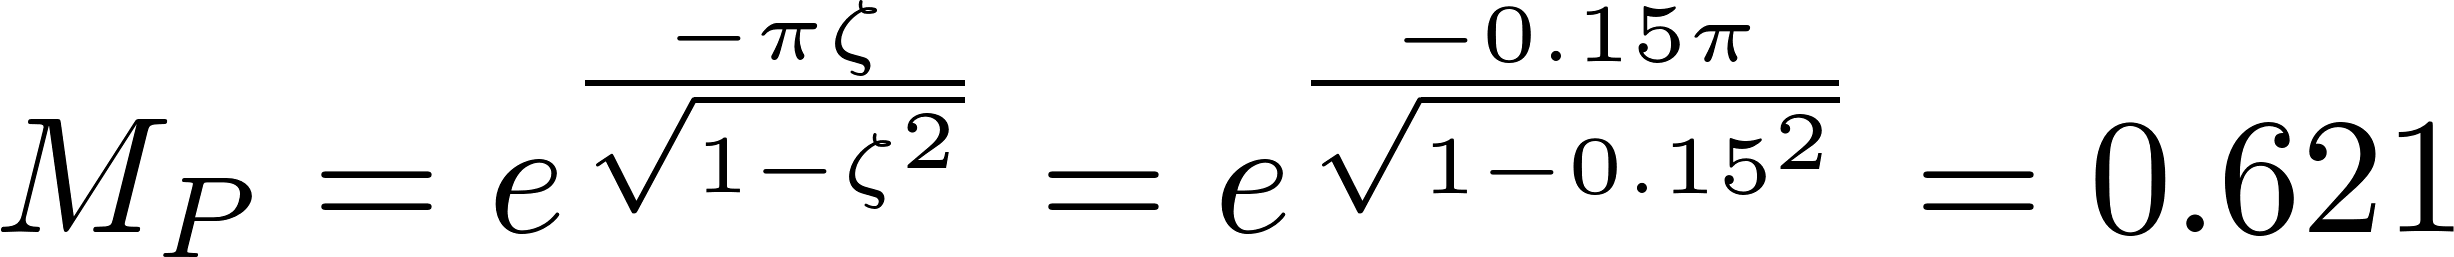 $M_P = e^{\frac{-\pi\zeta}{\sqrt{1-\zeta^2}}} = e^{\frac{-0.15\pi}{\sqrt{1-0.15^2}}} = 0.621$